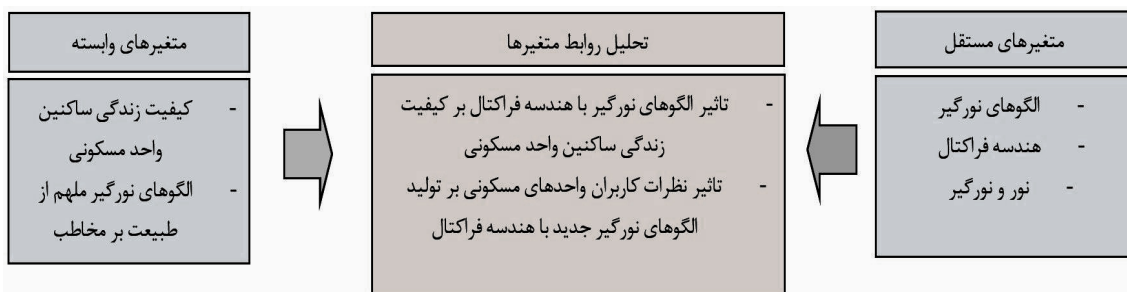 متغیرهای مستقل
- الگوهای نورگیر
- هندسه فراکتال
- نور و نورگیر
تحلیل روابط متغیرها
- تاثیر الگوهای نورگیر با هندسه فراکتال بر کیفیت
زندگی ساکنین واحد مسکونی
- تاثیر نظرات کاربران واحدهای مسکونی بر تولید
الگوهای نورگیر جدید با هندسه فراکتال
متغیرهای وابسته
- کیفیت زندگی ساکنین
واحد مسکونی
- الگوهای نورگیر ملهم از
طبیعت بر مخاطب